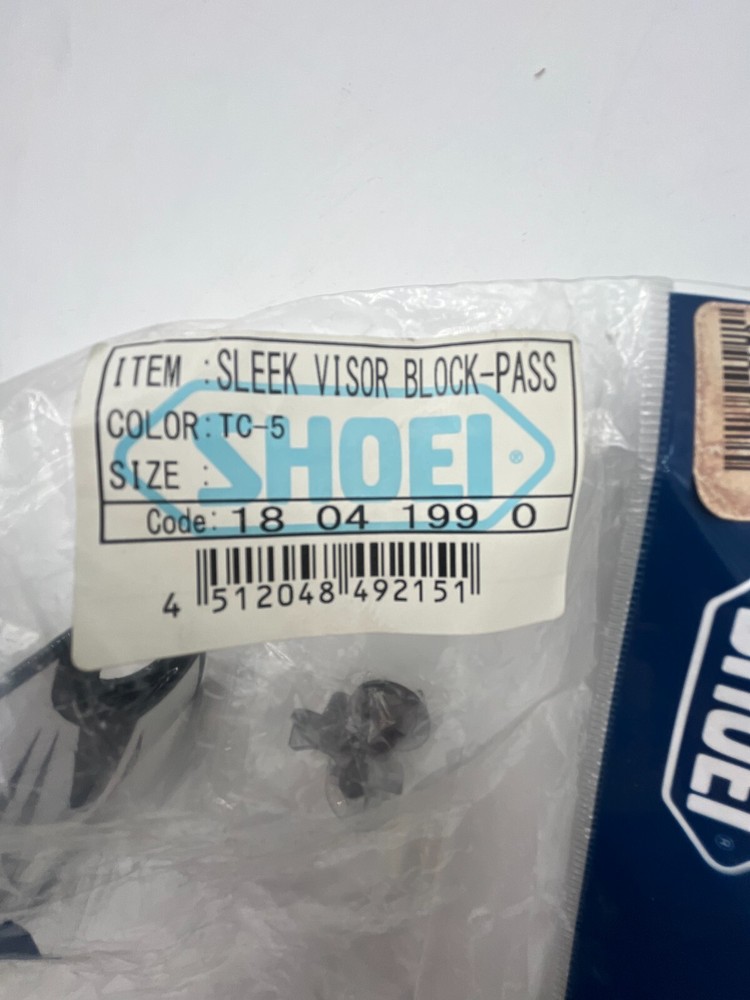 ITEM :SLEEK VISOR BLOCK-PASS
COLOR:TC-5
SIZE :
SHOEI®
Code: 18 04 199 0
4 512048 492151
SHOEI®